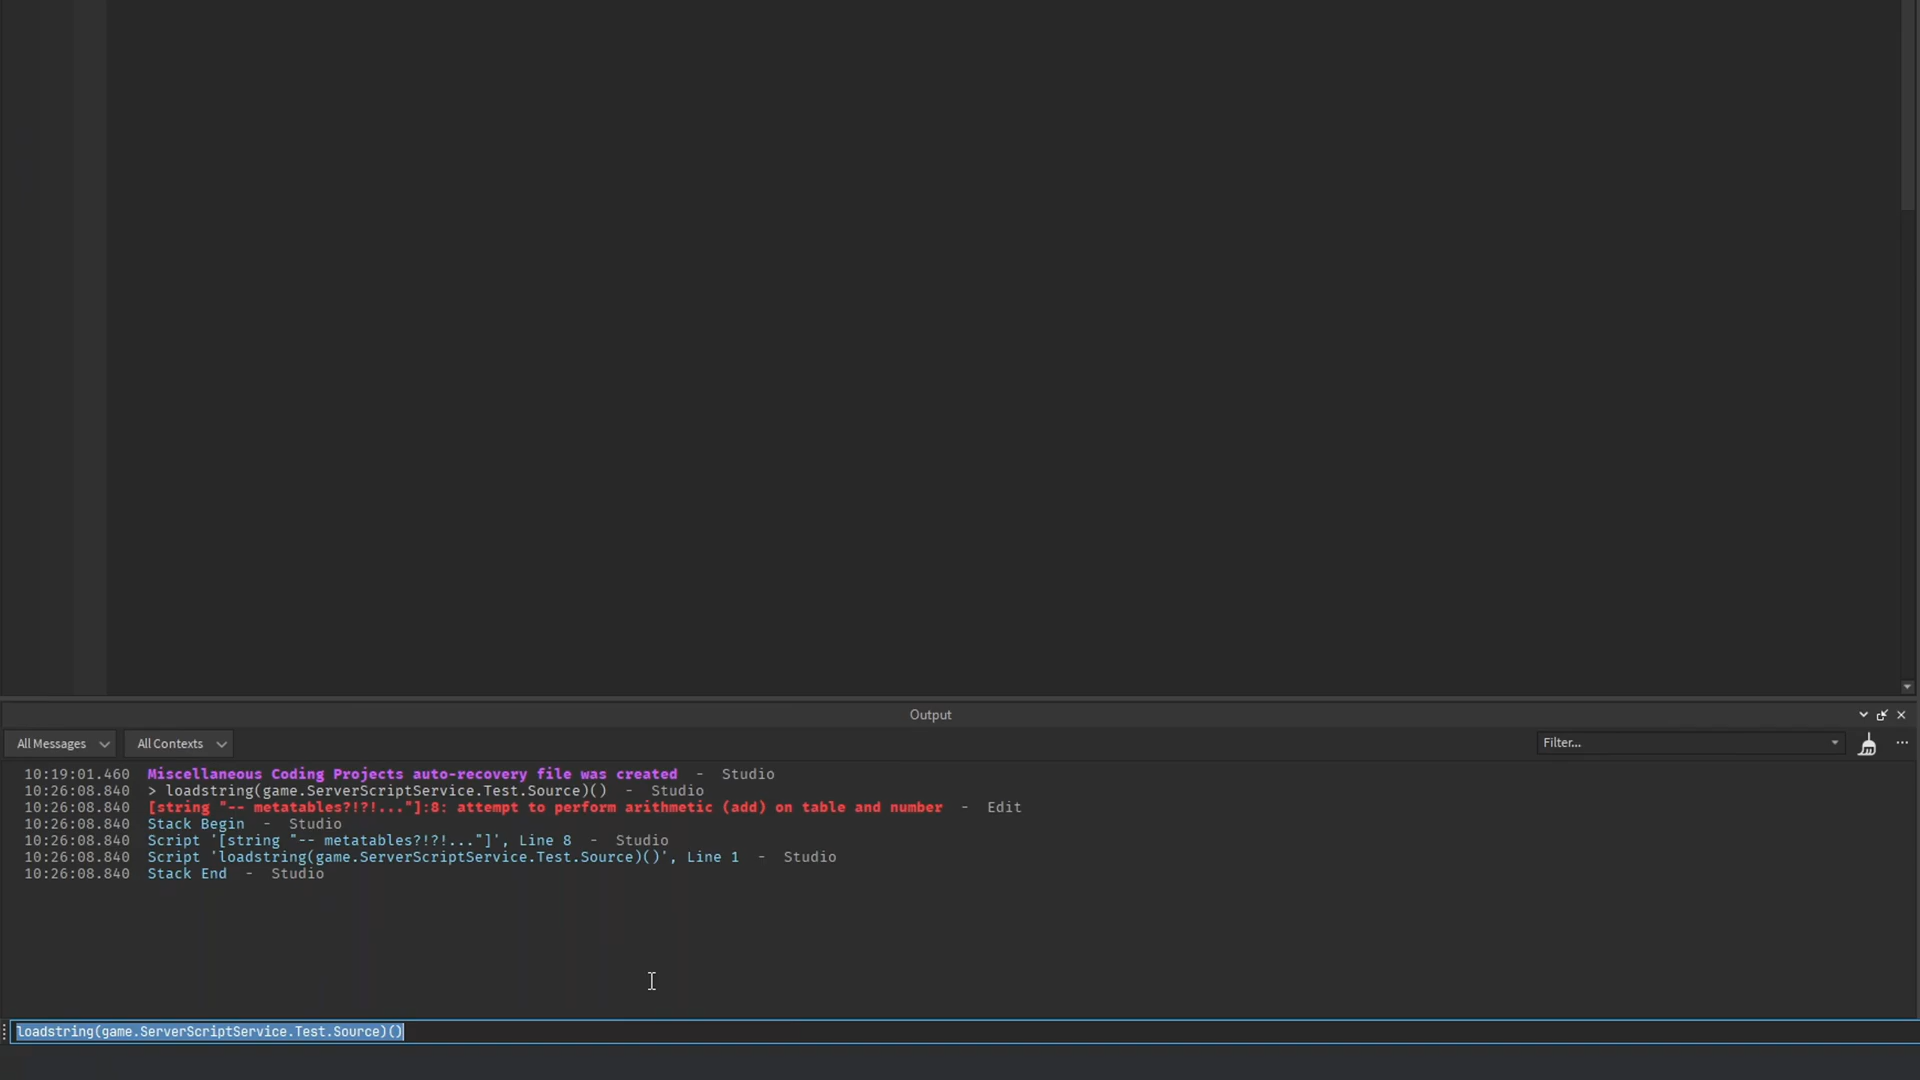 Output
All Messages All Contexts Filter...
10:19:01.460 Miscellaneous Coding Projects auto-recovery file was created - Studio
10:26:08.840 > loadstring(game.ServerScriptService.Test.Source)() - Studio
10:26:08.840 [string "-- metatables?!?!..."]:8: attempt to perform arithmetic (add) on table and number - Edit
10:26:08.840 Stack Begin - Studio
10:26:08.840 Script '[string "-- metatables?!?!..."]', Line 8 - Studio
10:26:08.840 Script 'loadstring(game.ServerScriptService.Test.Source)()', Line 1 - Studio
10:26:08.840 Stack End - Studio
loadstring(game.ServerScriptService.Test.Source)()